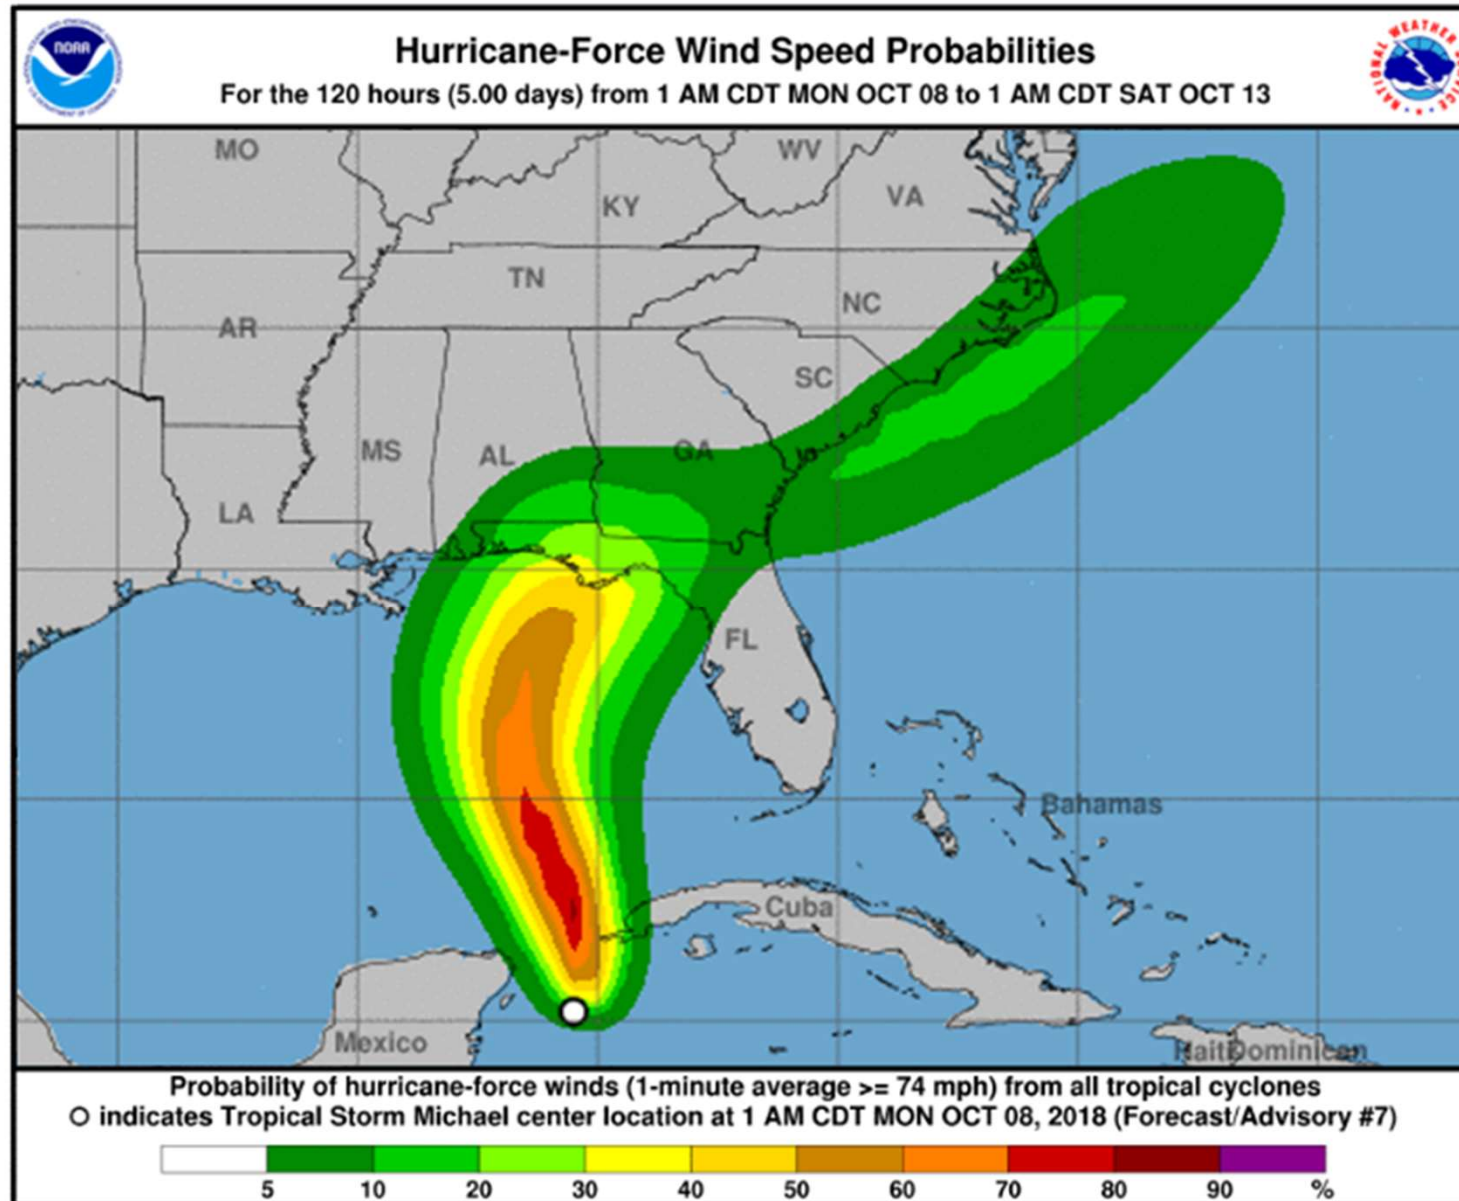 Hurricane-Force Wind Speed Probabilities
For the 120 hours (5.00 days) from 1 AM CDT MON OCT 08 to 1 AM CDT SAT OCT 13
NOAA
NATIONAL WEATHER SERVICE
MO
WV
KY
VA
TN
NC
AR
SC
MS
AL
GA
LA
FL
Bahamas
Cuba
Mexico
Haiti
Dominican
Probability of hurricane-force winds (1-minute average >= 74 mph) from all tropical cyclones
O indicates Tropical Storm Michael center location at 1 AM CDT MON OCT 08, 2018 (Forecast/Advisory #7)
5 10 20 30 40 50 60 70 80 90 %